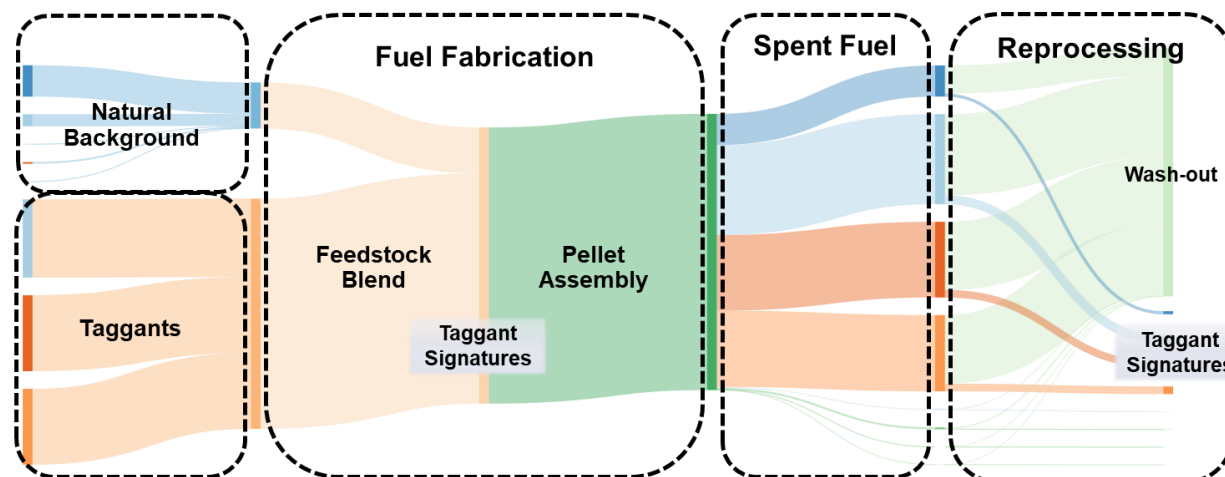 Fuel Fabrication
Spent Fuel
Reprocessing
Natural
Background
Wash-out
Feedstock
Blend
Pellet
Assembly
Taggants
Taggant
Signatures
Taggant
Signatures